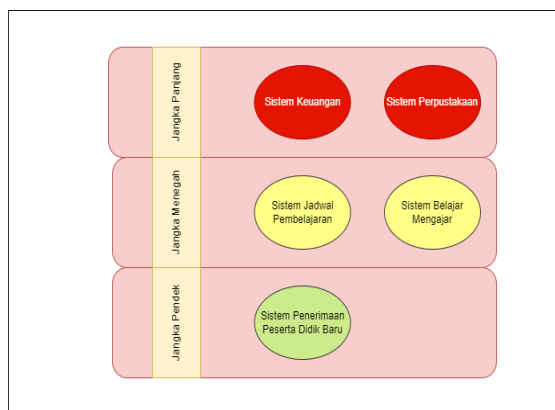 Jangka Panjang
Sistem Keuangan
Sistem Perpustakaan
Jangka Menegah
Sistem Jadwal
Pembelajaran
Sistem Belajar
Mengajar
Jangka Pendek
Sistem Penerimaan
Peserta Didik Baru